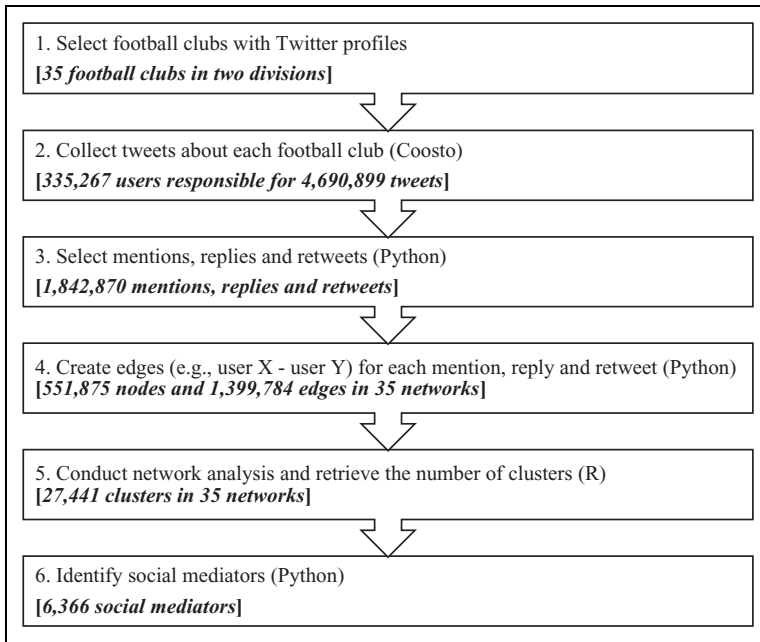 1. Select football clubs with Twitter profiles
[35 football clubs in two divisions]
2. Collect tweets about each football club (Coosto)
[335,267 users responsible for 4,690,899 tweets]
3. Select mentions, replies and retweets (Python)
[1,842,870 mentions, replies and retweets]
4. Create edges (e.g., user X - user Y) for each mention, reply and retweet (Python)
[551,875 nodes and 1,399,784 edges in 35 networks]
5. Conduct network analysis and retrieve the number of clusters (R)
[27,441 clusters in 35 networks]
6. Identify social mediators (Python)
[6,366 social mediators]